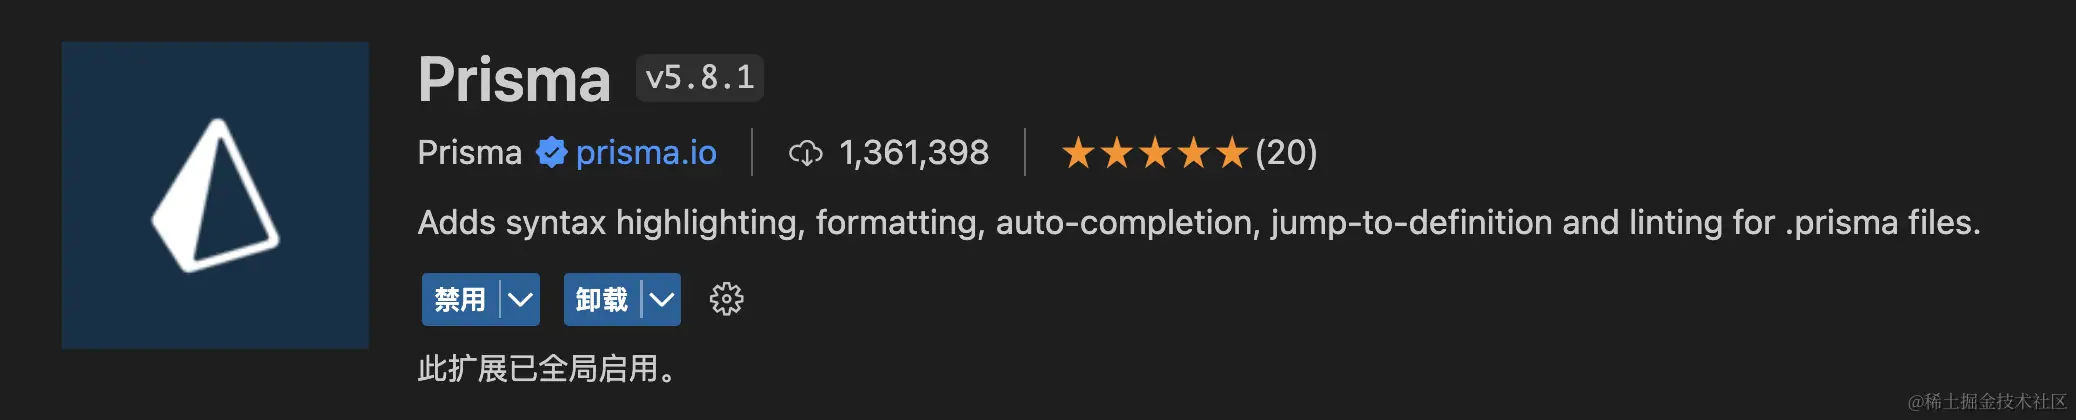 Prisma v5.8.1
Prisma prisma.io 1,361,398 ★★★★★(20)
Adds syntax highlighting, formatting, auto-completion, jump-to-definition and linting for .prisma files.
禁用 卸载
此扩展已全局启用。
@稀土掘金技术社区